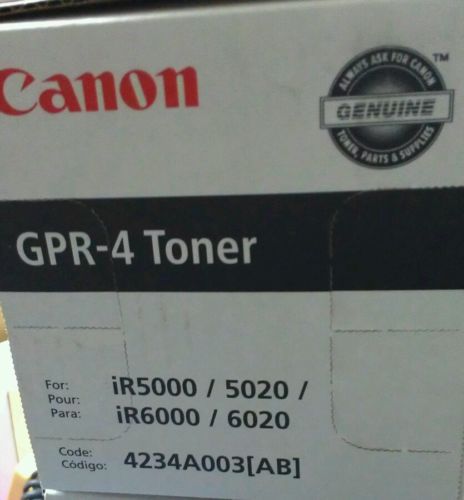 Canon
ALWAYS ASK FOR CANON ™
GENUINE
TONER, PARTS & SUPPLIES
GPR-4 Toner
For: iR5000 / 5020 /
Pour:
Para: iR6000 / 6020
Code:
Código: 4234A003[AB]